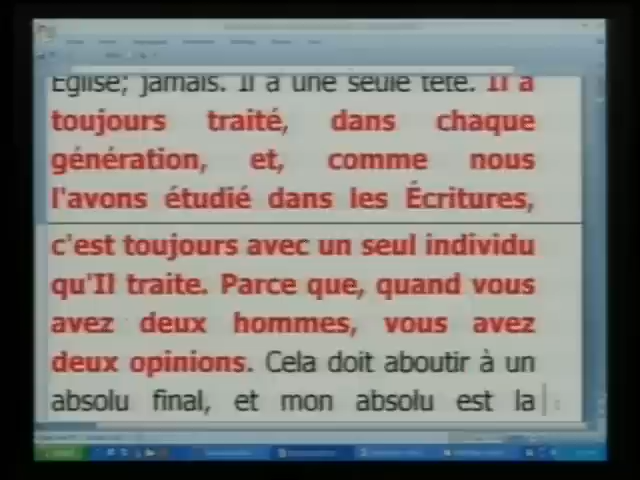 Église; jamais. Il a une seule tête. Il a
toujours traité, dans chaque
génération, et, comme nous
l'avons étudié dans les Écritures,
c'est toujours avec un seul individu
qu'Il traite. Parce que, quand vous
avez deux hommes, vous avez
deux opinions. Cela doit aboutir à un
absolu final, et mon absolu est la